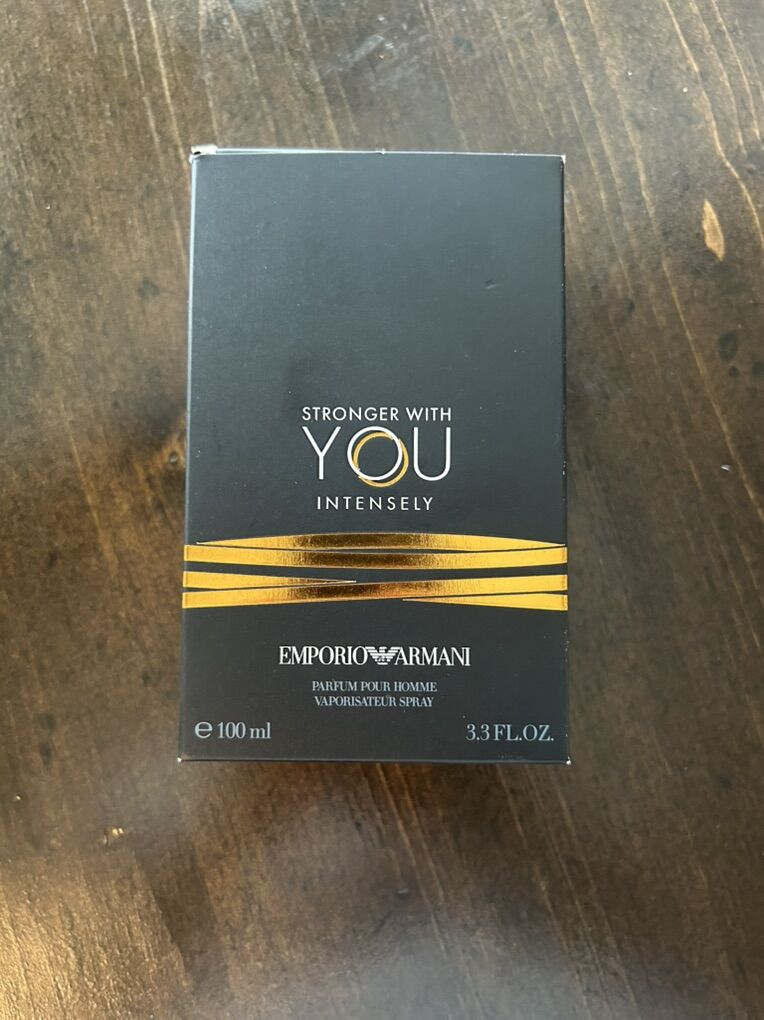 STRONGER WITH
YOU
INTENSELY
EMPORIO ARMANI
PARFUM POUR HOMME
VAPORISATEUR SPRAY
℮ 100 ml 3.3 FL.OZ.